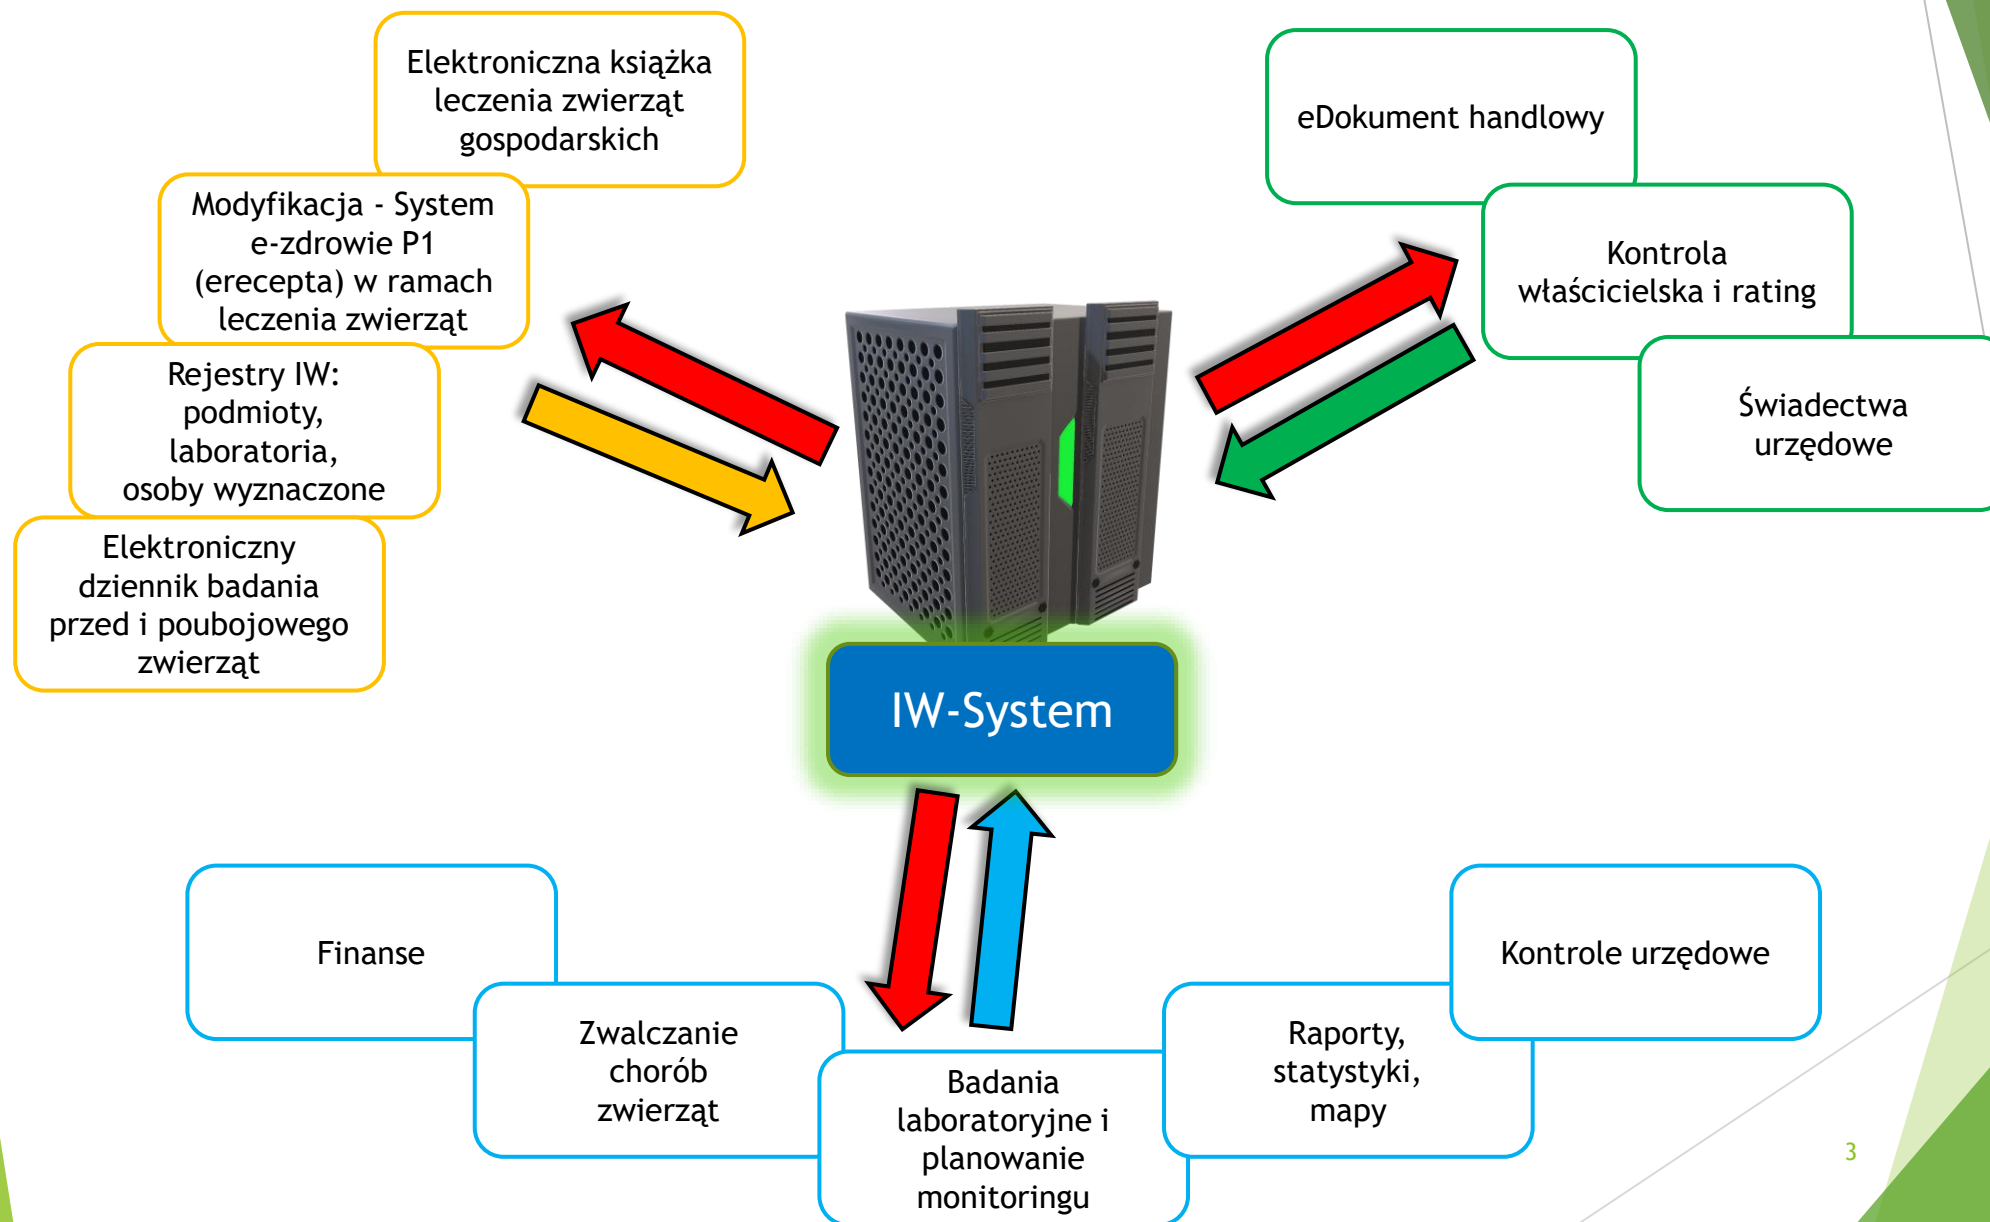 Elektroniczna książka
leczenia zwierząt
gospodarskich
Modyfikacja - System
e-zdrowie P1
(erecepta) w ramach
leczenia zwierząt
Rejestry IW:
podmioty,
laboratoria,
osoby wyznaczone
Elektroniczny
dziennik badania
przed i poubojowego
zwierząt
eDokument handlowy
Kontrola
właścicielska i rating
Świadectwa
urzędowe
IW-System
Finanse
Zwalczanie
chorób
zwierząt
Badania
laboratoryjne i
planowanie
monitoringu
Raporty,
statystyki,
mapy
Kontrole urzędowe
3